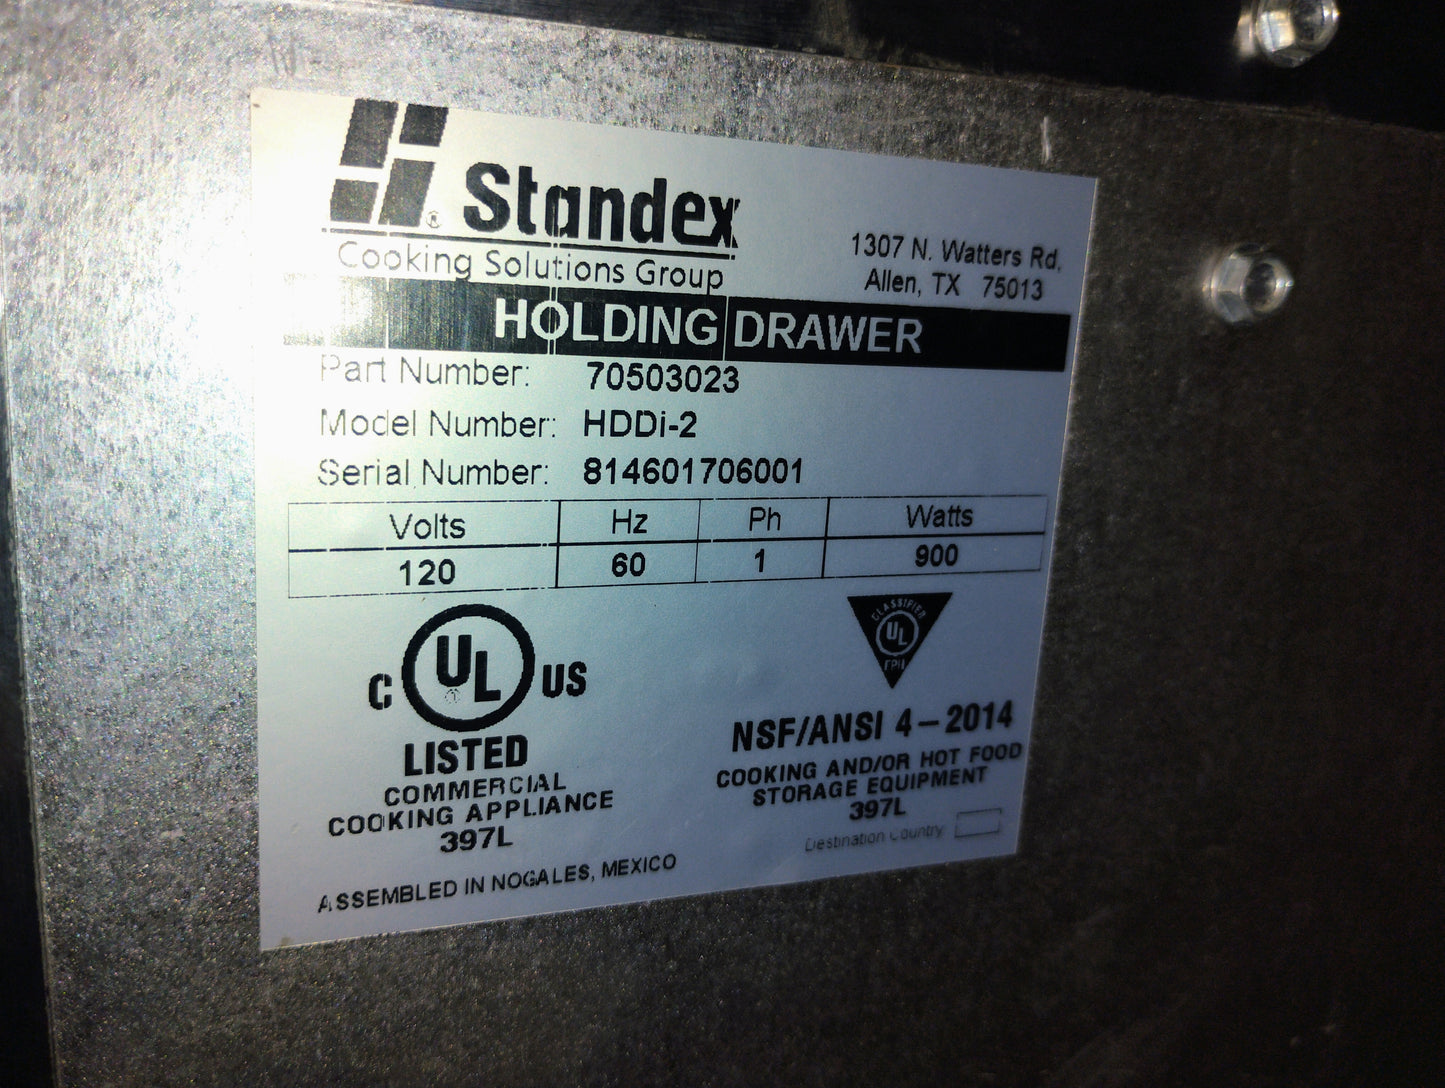 ® Standex
Cooking Solutions Group
1307 N. Watters Rd,
Allen, TX 75013
HOLDING DRAWER
Part Number: 70503023
Model Number: HDDi-2
Serial Number: 814601706001
Volts Hz Ph Watts
120 60 1 900
C UL US
LISTED
COMMERCIAL
COOKING APPLIANCE
397L
ASSEMBLED IN NOGALES, MEXICO
CLASSIFIED
UL
EPH
NSF/ANSI 4-2014
COOKING AND/OR HOT FOOD
STORAGE EQUIPMENT
397L
Destination Country